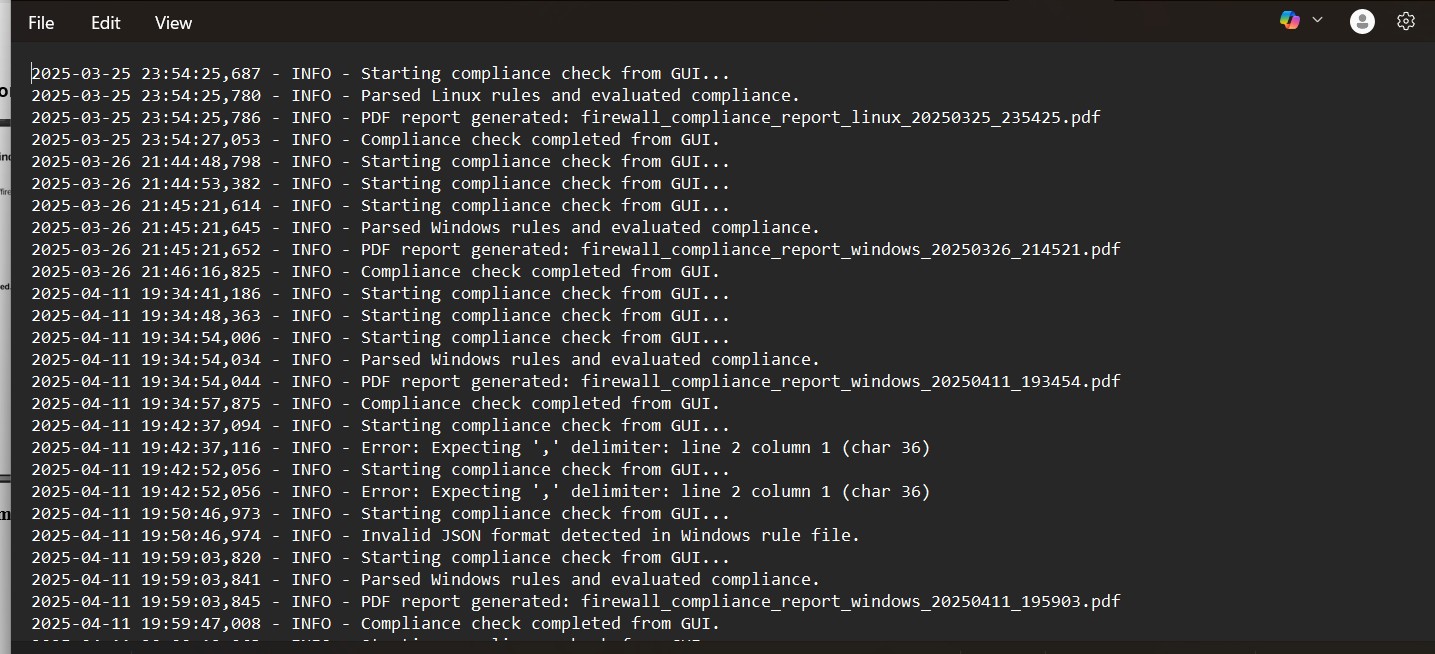 File Edit View
2025-03-25 23:54:25,687 - INFO - Starting compliance check from GUI...
2025-03-25 23:54:25,780 - INFO - Parsed Linux rules and evaluated compliance.
2025-03-25 23:54:25,786 - INFO - PDF report generated: firewall_compliance_report_linux_20250325_235425.pdf
2025-03-25 23:54:27,053 - INFO - Compliance check completed from GUI.
2025-03-26 21:44:48,798 - INFO - Starting compliance check from GUI...
2025-03-26 21:44:53,382 - INFO - Starting compliance check from GUI...
2025-03-26 21:45:21,614 - INFO - Starting compliance check from GUI...
2025-03-26 21:45:21,645 - INFO - Parsed Windows rules and evaluated compliance.
2025-03-26 21:45:21,652 - INFO - PDF report generated: firewall_compliance_report_windows_20250326_214521.pdf
2025-03-26 21:46:16,825 - INFO - Compliance check completed from GUI.
2025-04-11 19:34:41,186 - INFO - Starting compliance check from GUI...
2025-04-11 19:34:48,363 - INFO - Starting compliance check from GUI...
2025-04-11 19:34:54,006 - INFO - Starting compliance check from GUI...
2025-04-11 19:34:54,034 - INFO - Parsed Windows rules and evaluated compliance.
2025-04-11 19:34:54,044 - INFO - PDF report generated: firewall_compliance_report_windows_20250411_193454.pdf
2025-04-11 19:34:57,875 - INFO - Compliance check completed from GUI.
2025-04-11 19:42:37,094 - INFO - Starting compliance check from GUI...
2025-04-11 19:42:37,116 - INFO - Error: Expecting ',' delimiter: line 2 column 1 (char 36)
2025-04-11 19:42:52,056 - INFO - Starting compliance check from GUI...
2025-04-11 19:42:52,056 - INFO - Error: Expecting ',' delimiter: line 2 column 1 (char 36)
2025-04-11 19:50:46,973 - INFO - Starting compliance check from GUI...
2025-04-11 19:50:46,974 - INFO - Invalid JSON format detected in Windows rule file.
2025-04-11 19:59:03,820 - INFO - Starting compliance check from GUI...
2025-04-11 19:59:03,841 - INFO - Parsed Windows rules and evaluated compliance.
2025-04-11 19:59:03,845 - INFO - PDF report generated: firewall_compliance_report_windows_20250411_195903.pdf
2025-04-11 19:59:47,008 - INFO - Compliance check completed from GUI.